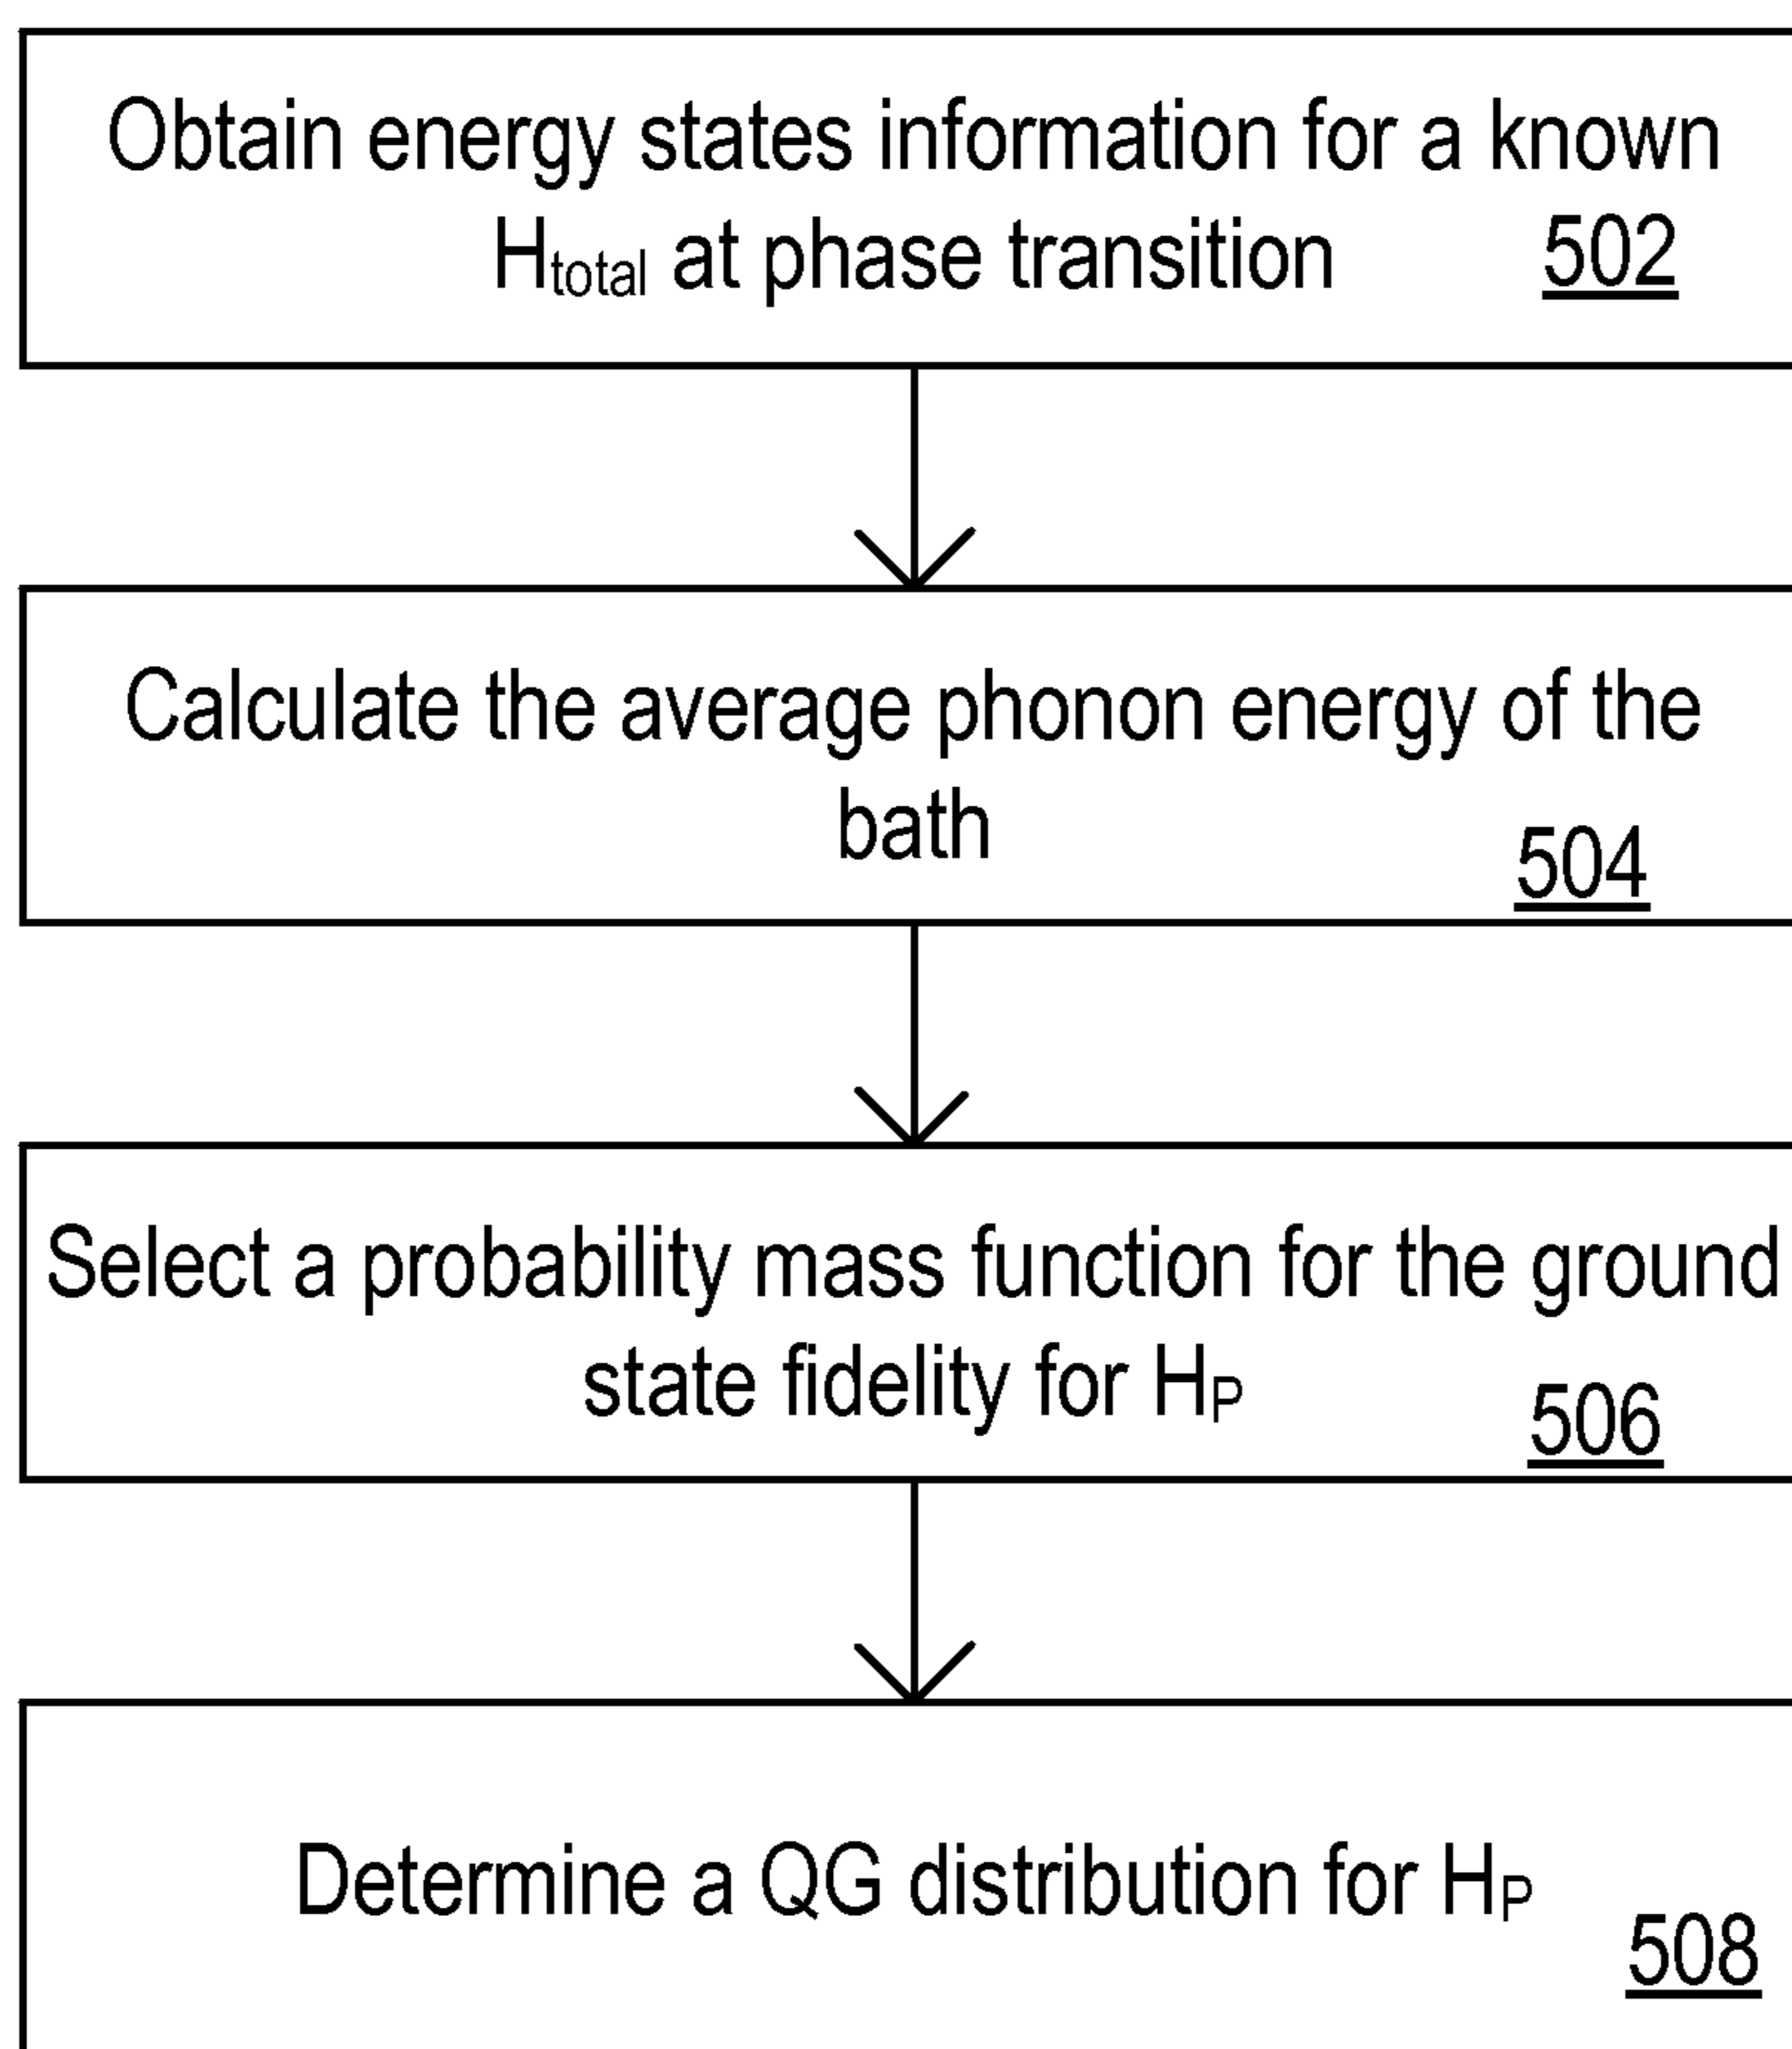 Obtain energy states information for a known
Htotal at phase transition 502
Calculate the average phonon energy of the
bath
504
Select a probability mass function for the ground
state fidelity for HP
506
Determine a QG distribution for HP
508